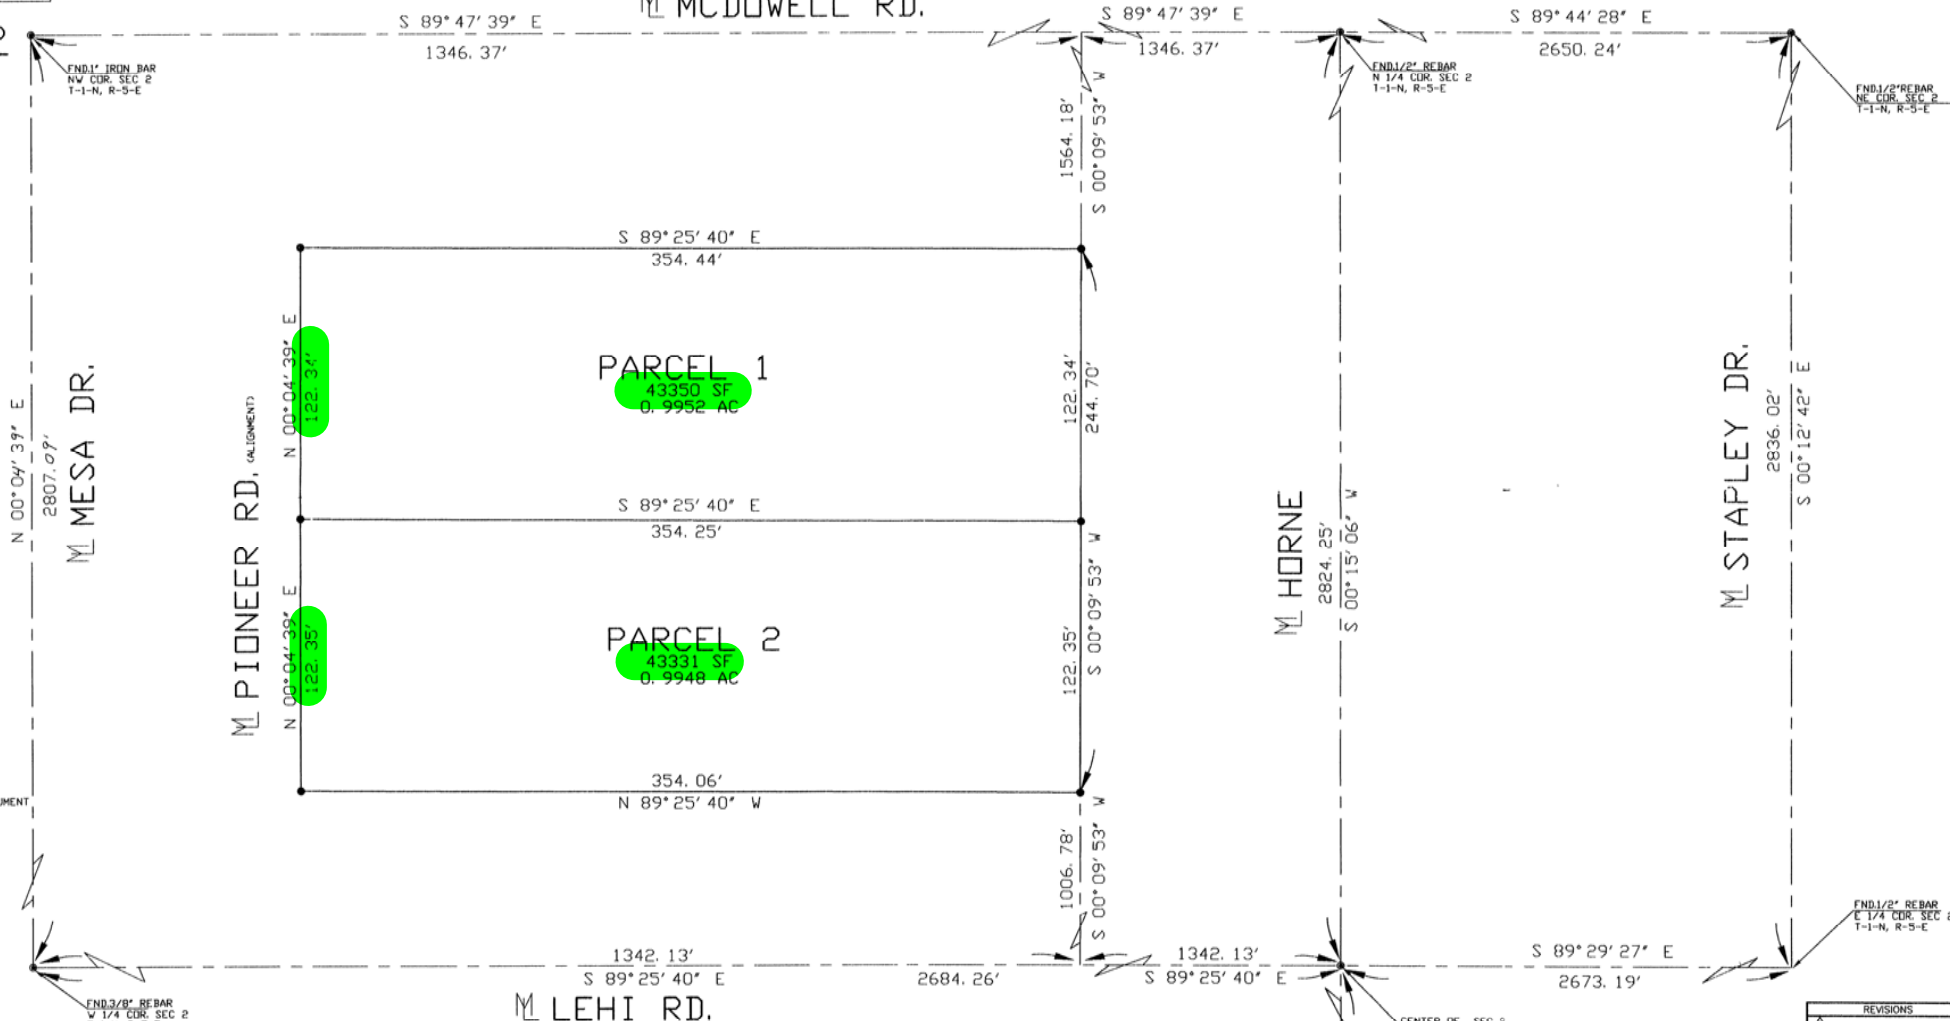 M MCDOWELL RD.
S 89° 47' 39" E
1346. 37'
S 89° 47' 39" E
1346. 37'
S 89° 44' 28" E
2650. 24'
FND.1" IRON BAR
NW COR. SEC 2
T-1-N, R-5-E
FND.1/2" REBAR
N 1/4 COR. SEC 2
T-1-N, R-5-E
FND.1/2"REBAR
NE COR. SEC 2
T-1-N, R-5-E
1564. 18'
S 00° 09' 53" W
S 89° 25' 40" E
354. 44'
N 00° 04' 39" E
122. 34'
PARCEL 1
43350 SF
0. 9952 AC
122. 34'
244. 70'
N 00° 04' 39" E
2807. 09'
M MESA DR.
M PIONEER RD. (ALIGNMENT)
S 89° 25' 40" E
354. 25'
N 00° 04' 39" E
122. 35'
PARCEL 2
43331 SF
0. 9948 AC
122. 35'
S 00° 09' 53" W
M HORNE
2824. 25'
S 00° 15' 06" W
M STAPLEY DR.
2836. 02'
S 00° 12' 42" E
354. 06'
N 89° 25' 40" W
UMENT
1006. 78'
S 00° 09' 53" W
1342. 13'
S 89° 25' 40" E
2684. 26'
1342. 13'
S 89° 25' 40" E
S 89° 29' 27" E
2673. 19'
FND.1/2" REBAR
E 1/4 COR. SEC 2
T-1-N, R-5-E
FND.3/8" REBAR
W 1/4 COR. SEC 2
M LEHI RD.
CENTER OF SEC 2
REVISIONS